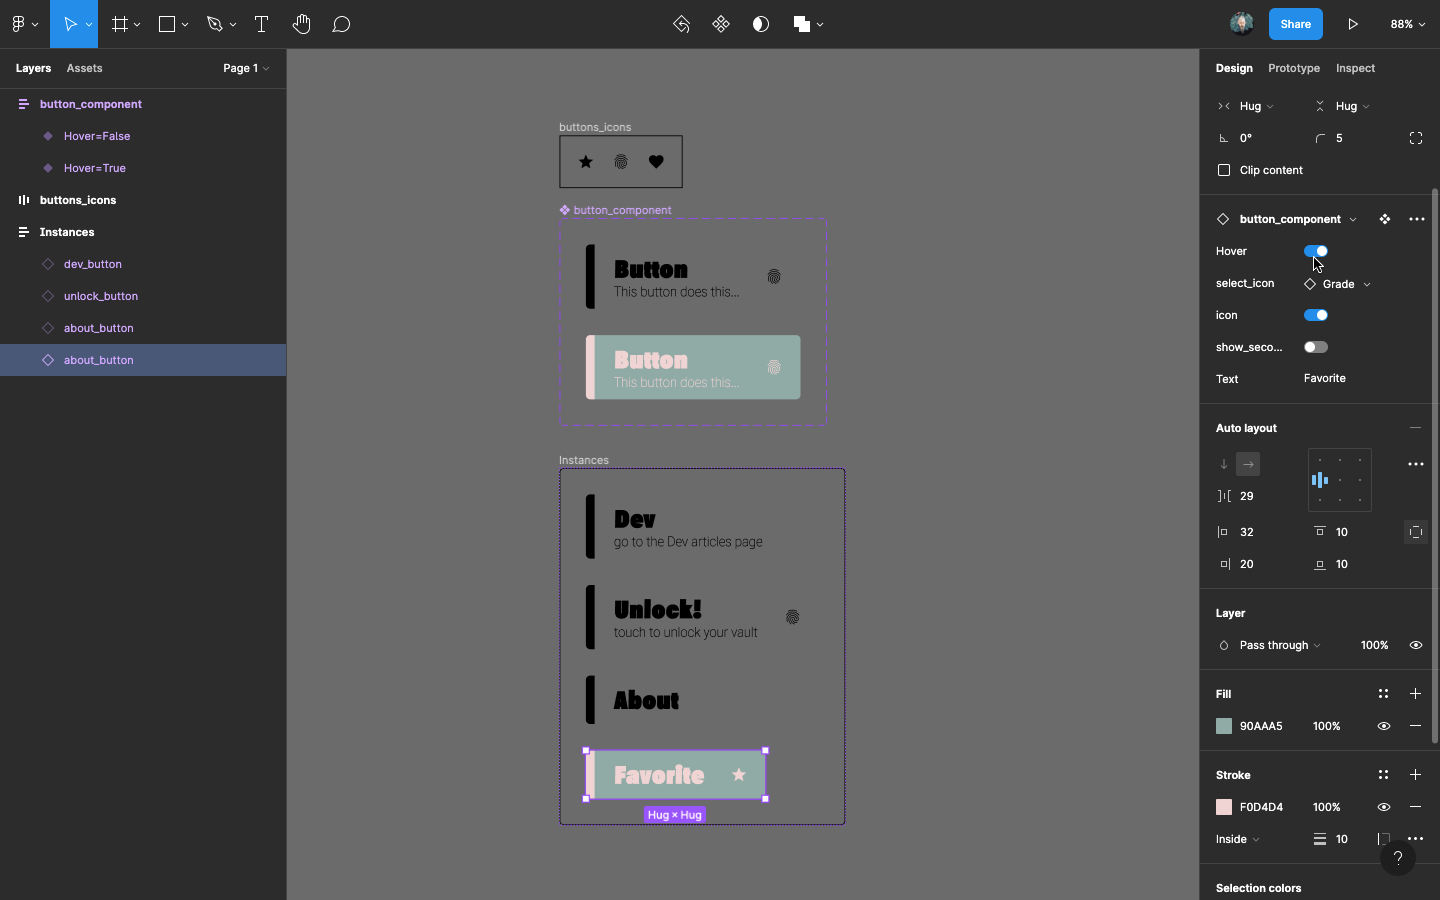 Share
88%
Layers
Assets
Page 1
button_component
Hover=False
Hover=True
buttons_icons
Instances
dev_button
unlock_button
about_button
about_button
buttons_icons
button_component
Button
This button does this...
Button
This button does this...
Instances
Dev
go to the Dev articles page
Unlock!
touch to unlock your vault
About
Favorite
Hug × Hug
Design
Prototype
Inspect
Hug
Hug
0°
5
Clip content
button_component
Hover
select_icon
Grade
icon
show_seco...
Text
Favorite
Auto layout
29
32
10
20
10
Layer
Pass through
100%
Fill
90AAA5
100%
Stroke
F0D4D4
100%
Inside
10
?
Selection colors